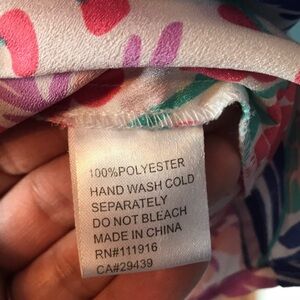 100%POLYESTER
HAND WASH COLD
SEPARATELY
DO NOT BLEACH
MADE IN CHINA
RN#111916
CA#29439